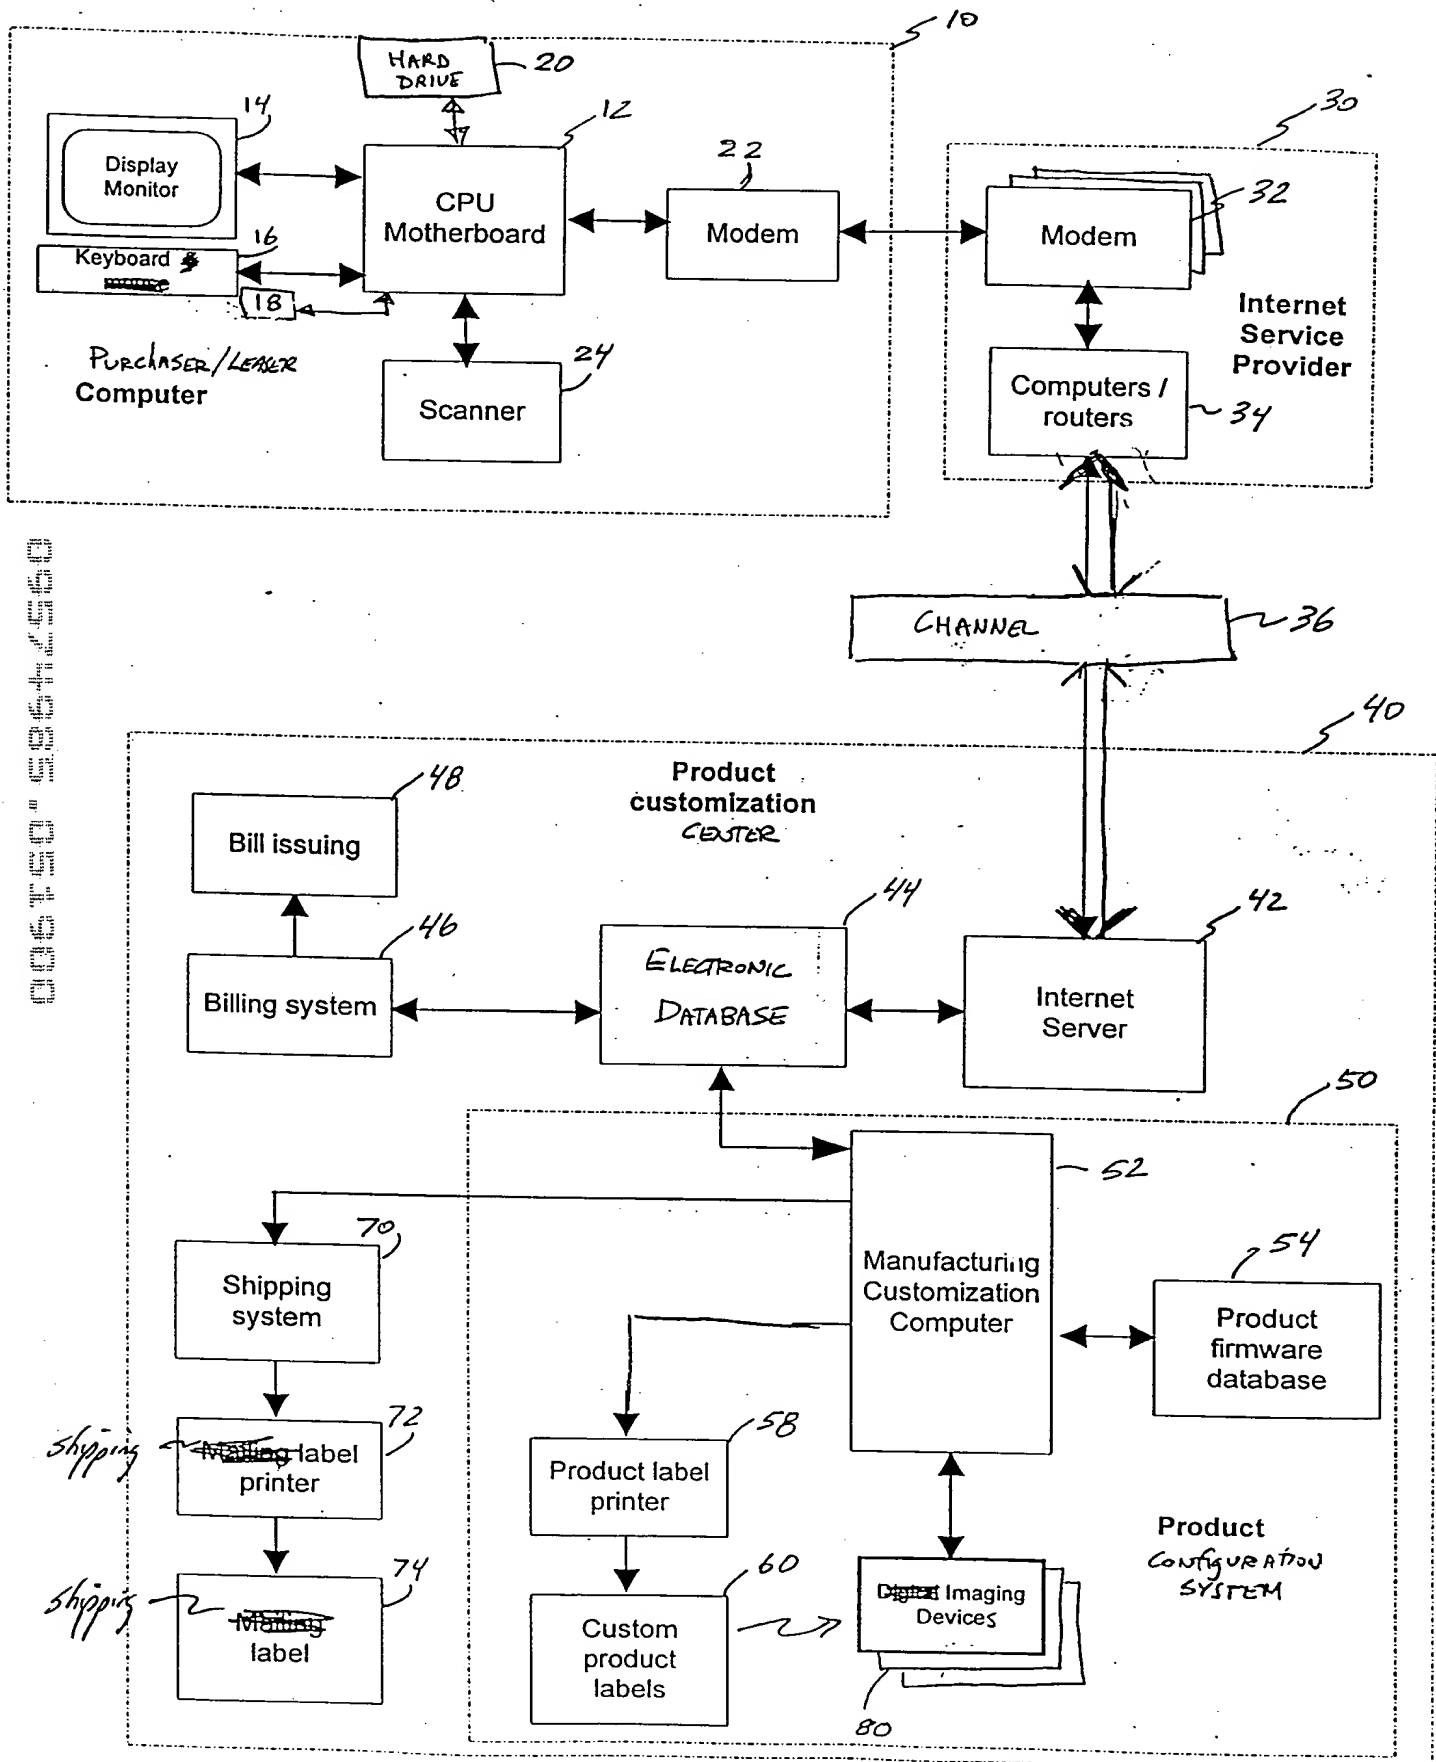 10
HARD
DRIVE
20
14
12
Display
Monitor
CPU
Motherboard
22
Modem
30
32
Modem
16
Keyboard
18
Internet
Service
Provider
PURCHASER/LEASER
Computer
24
Scanner
Computers /
routers
34
CHANNEL
36
09574985.051900
40
Product
customization
CENTER
48
Bill issuing
46
Billing system
44
ELECTRONIC
DATABASE
42
Internet
Server
50
52
Manufacturing
Customization
Computer
54
Product
firmware
database
70
Shipping
system
72
Shipping
Mailing label
printer
74
Shipping
Mailing
label
58
Product label
printer
60
Custom
product
labels
Digital Imaging
Devices
80
Product
CONFIGURATION
SYSTEM